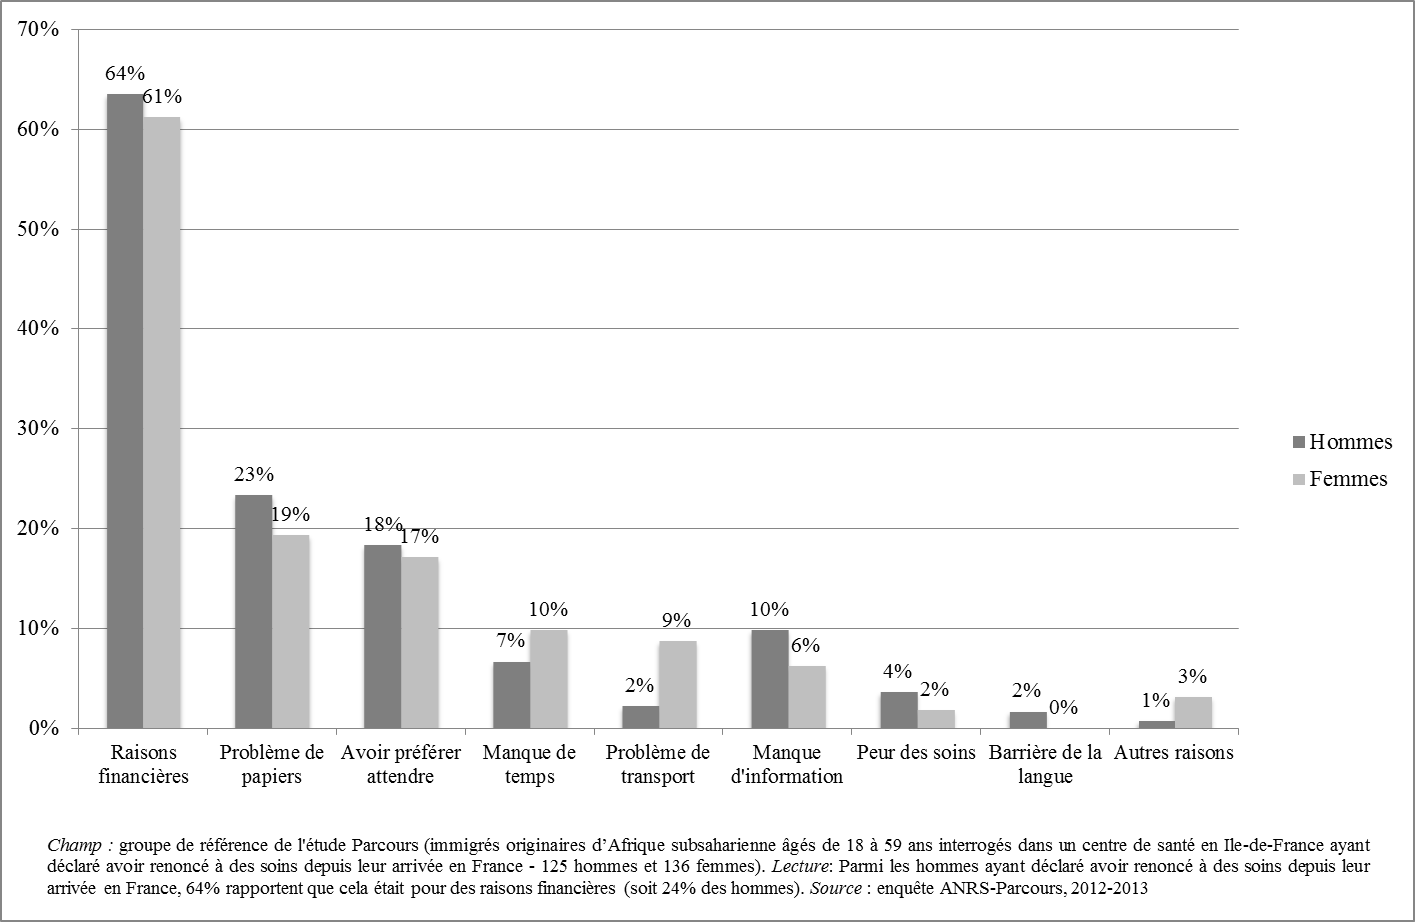 70%
64%
61%
60%
50%
40%
30%
Hommes
Femmes
23%
19%
20%
18%
17%
10%
7%
10%
9%
2%
10%
6%
4%
2%
2%
0%
1%
3%
0%
Raisons
financières
Problème de
papiers
Avoir préférer
attendre
Manque de
temps
Problème de
transport
Manque
d'information
Peur des soins
Barrière de la
langue
Autres raisons
Champ : groupe de référence de l'étude Parcours (immigrés originaires d’Afrique subsaharienne âgés de 18 à 59 ans interrogés dans un centre de santé en Ile-de-France ayant
déclaré avoir renoncé à des soins depuis leur arrivée en France - 125 hommes et 136 femmes). Lecture: Parmi les hommes ayant déclaré avoir renoncé à des soins depuis leur
arrivée en France, 64% rapportent que cela était pour des raisons financières (soit 24% des hommes). Source : enquête ANRS-Parcours, 2012-2013